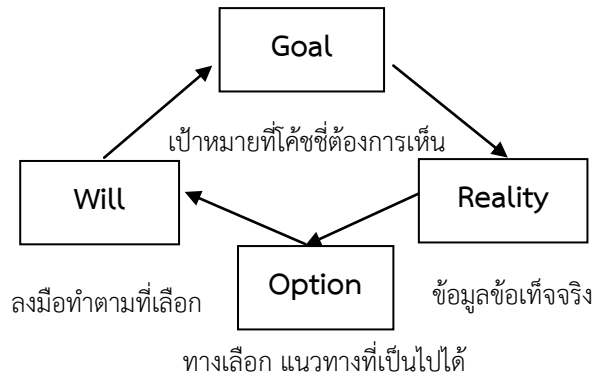 Goal
เป้าหมายที่โค้ชชี่ต้องการเห็น
Will
Reality
Option
ลงมือทำตามที่เลือก
ข้อมูลข้อเท็จจริง
ทางเลือก แนวทางที่เป็นไปได้